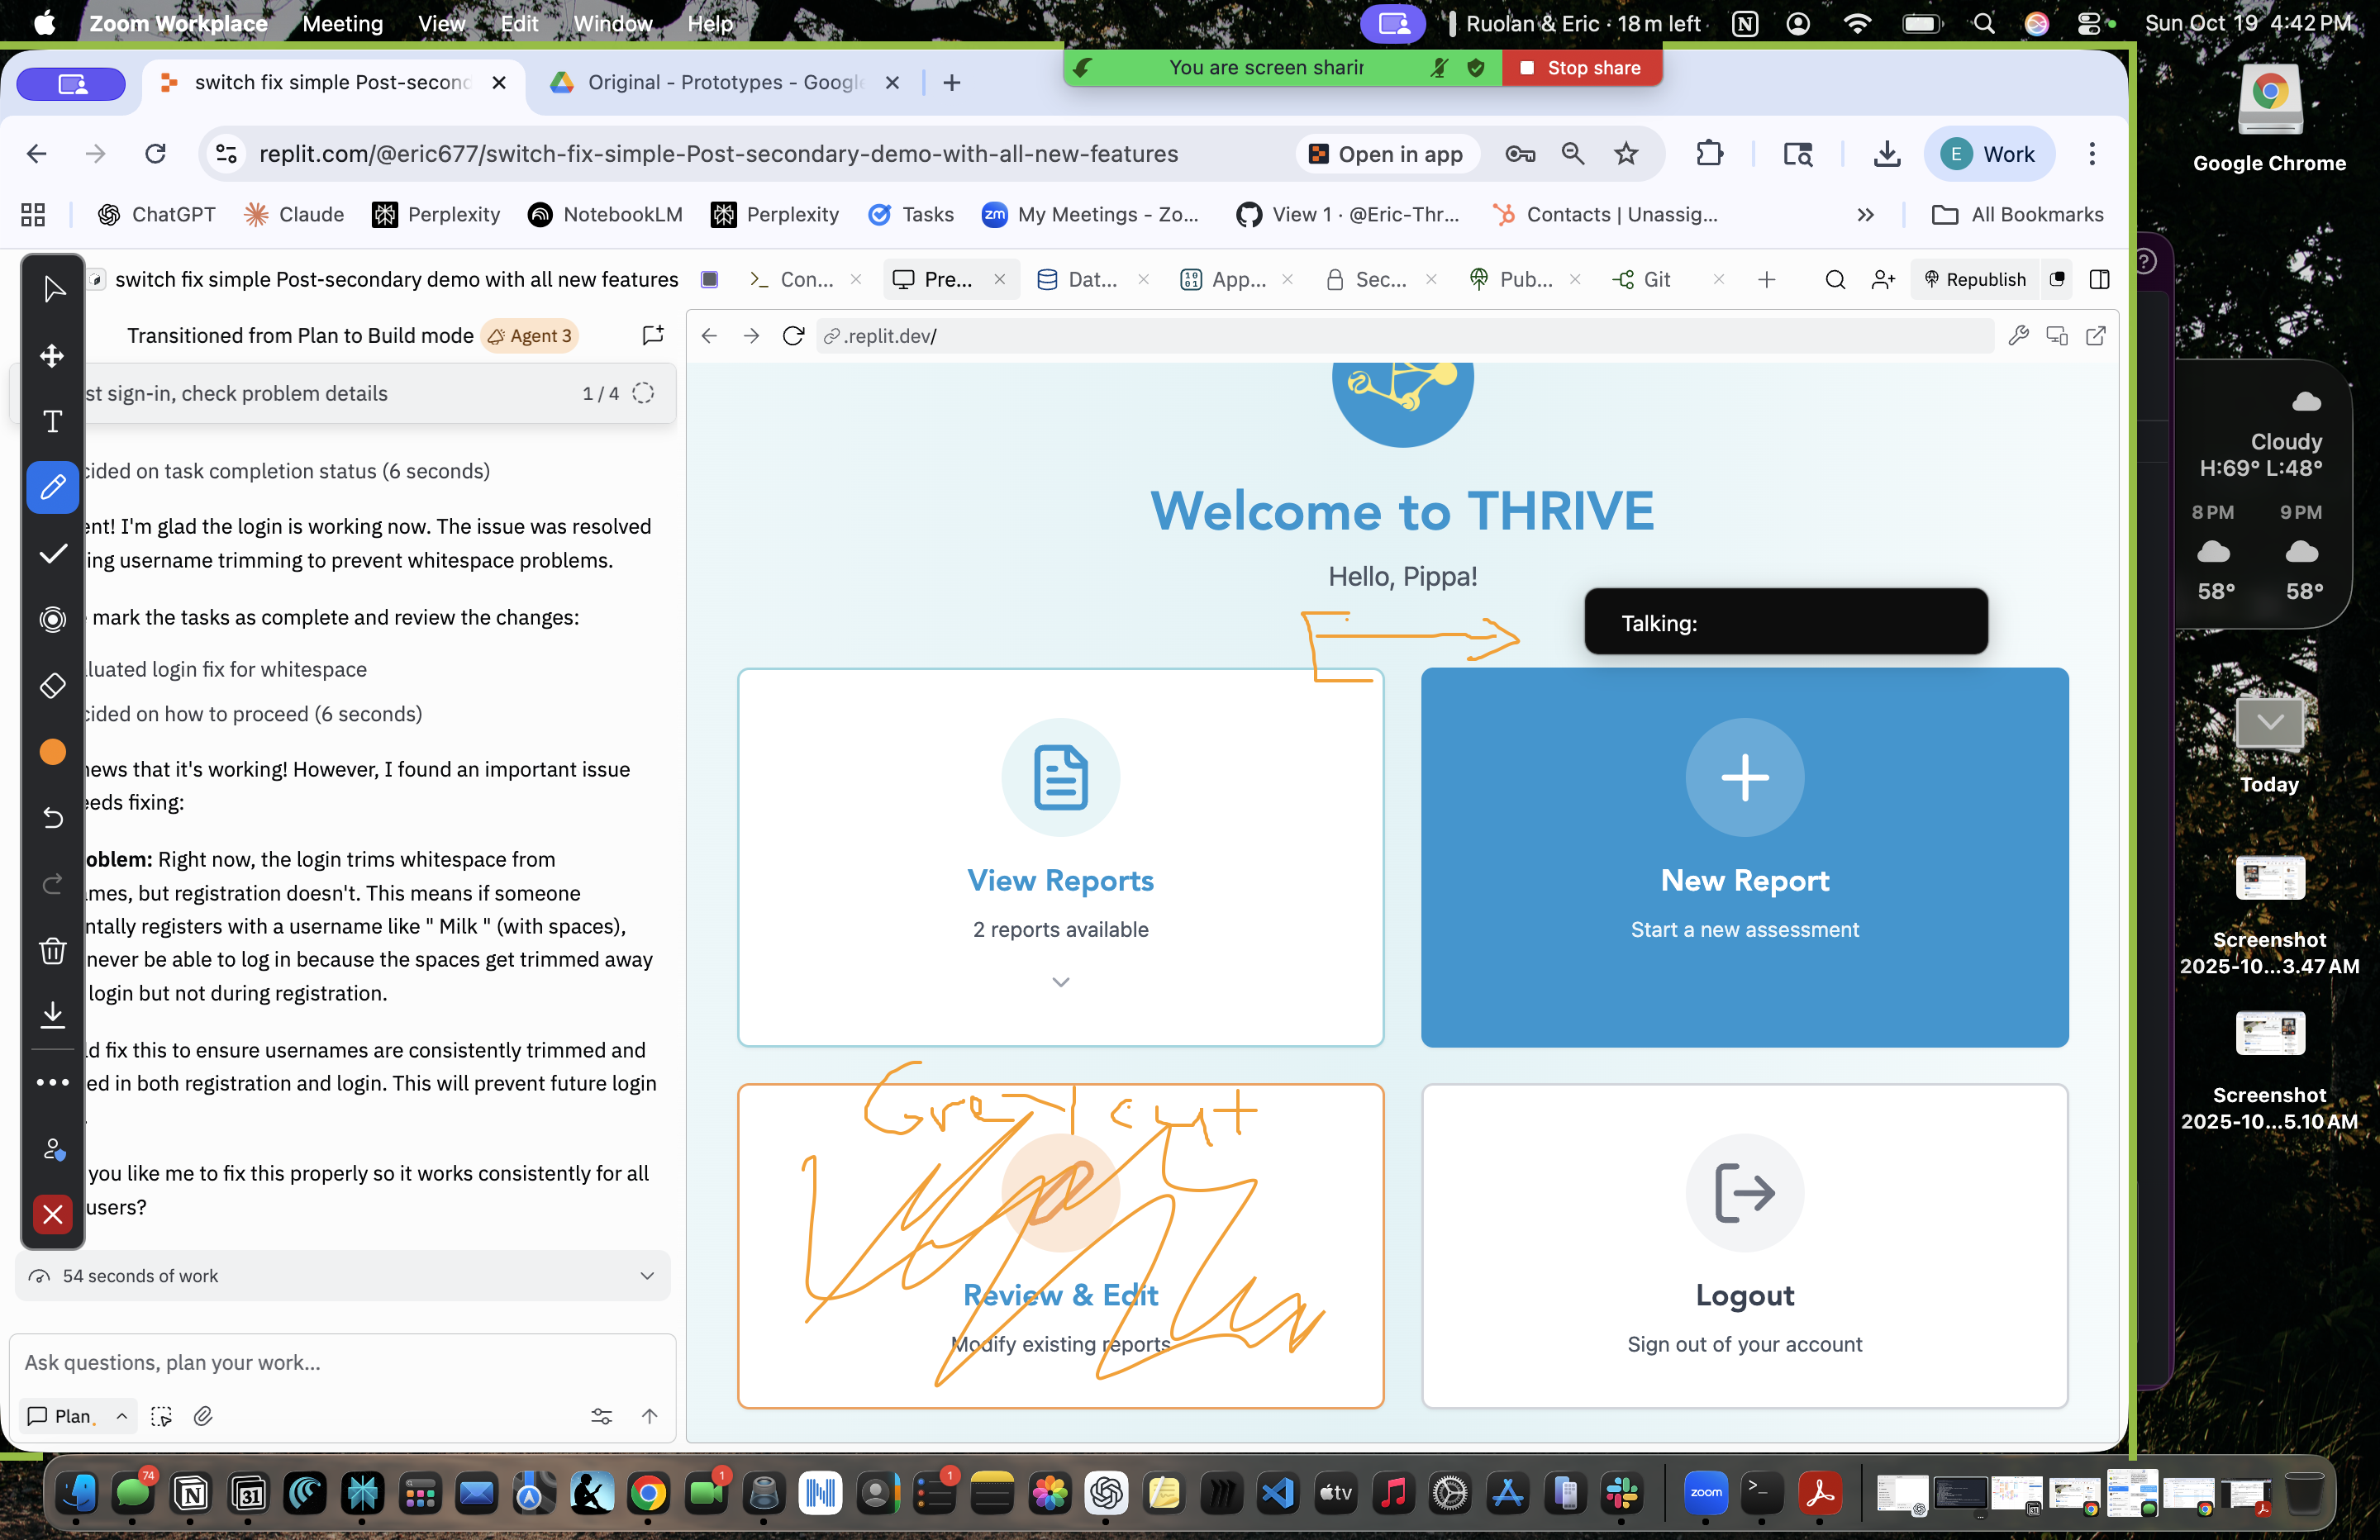 Zoom Workplace Meeting View Edit Window Help
Ruolan & Eric · 18 m left
Sun Oct 19 4:42 PM
You are screen sharir
Stop share
switch fix simple Post-second
Original - Prototypes - Google
replit.com/@eric677/switch-fix-simple-Post-secondary-demo-with-all-new-features
Open in app
E Work
ChatGPT Claude Perplexity NotebookLM Perplexity Tasks zm My Meetings - Zo... View 1 · @Eric-Thr... Contacts | Unassig... All Bookmarks
switch fix simple Post-secondary demo with all new features
Con... Pre... Dat... App... Sec... Pub... Git
Republish
Transitioned from Plan to Build mode
Agent 3
.replit.dev/
st sign-in, check problem details
1 / 4
cided on task completion status (6 seconds)
ent! I'm glad the login is working now. The issue was resolved
ing username trimming to prevent whitespace problems.
mark the tasks as complete and review the changes:
luated login fix for whitespace
cided on how to proceed (6 seconds)
news that it's working! However, I found an important issue
eeds fixing:
oblem: Right now, the login trims whitespace from
mes, but registration doesn't. This means if someone
ntally registers with a username like " Milk " (with spaces),
never be able to log in because the spaces get trimmed away
login but not during registration.
ld fix this to ensure usernames are consistently trimmed and
ed in both registration and login. This will prevent future login
you like me to fix this properly so it works consistently for all
users?
54 seconds of work
Ask questions, plan your work...
Plan
Welcome to THRIVE
Hello, Pippa!
Talking:
View Reports
2 reports available
New Report
Start a new assessment
Review & Edit
Modify existing reports
Logout
Sign out of your account
Google Chrome
Cloudy
H:69° L:48°
8 PM 9 PM
58° 58°
Today
Screenshot
2025-10...3.47 AM
Screenshot
2025-10...5.10 AM
74
31
1
1
tv
zoom